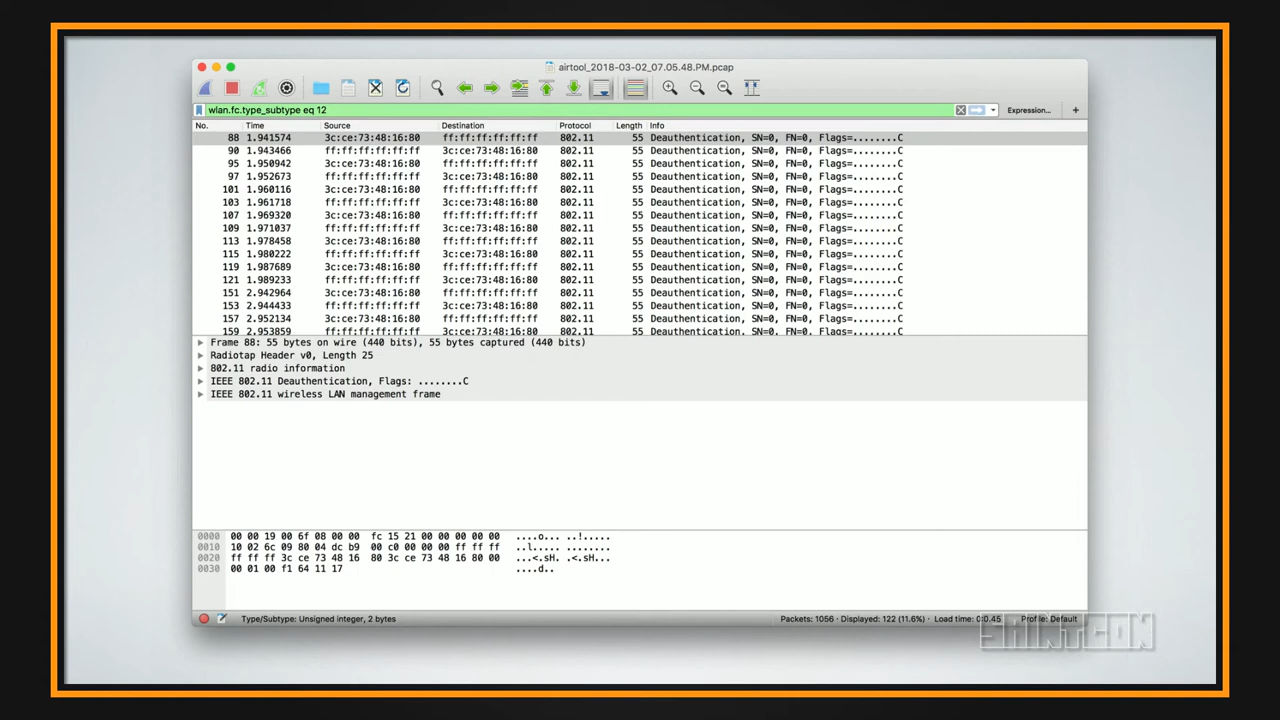 airtool_2018-03-02_07.05.48.PM.pcap
wlan.fc.type_subtype eq 12 Expression... +
No. Time Source Destination Protocol Length Info
88 1.941574 3c:ce:73:48:16:80 ff:ff:ff:ff:ff:ff 802.11 55 Deauthentication, SN=0, FN=0, Flags=........C
90 1.943466 ff:ff:ff:ff:ff:ff 3c:ce:73:48:16:80 802.11 55 Deauthentication, SN=0, FN=0, Flags=........C
95 1.950942 3c:ce:73:48:16:80 ff:ff:ff:ff:ff:ff 802.11 55 Deauthentication, SN=0, FN=0, Flags=........C
97 1.952673 ff:ff:ff:ff:ff:ff 3c:ce:73:48:16:80 802.11 55 Deauthentication, SN=0, FN=0, Flags=........C
101 1.960116 3c:ce:73:48:16:80 ff:ff:ff:ff:ff:ff 802.11 55 Deauthentication, SN=0, FN=0, Flags=........C
103 1.961718 ff:ff:ff:ff:ff:ff 3c:ce:73:48:16:80 802.11 55 Deauthentication, SN=0, FN=0, Flags=........C
107 1.969320 3c:ce:73:48:16:80 ff:ff:ff:ff:ff:ff 802.11 55 Deauthentication, SN=0, FN=0, Flags=........C
109 1.971037 ff:ff:ff:ff:ff:ff 3c:ce:73:48:16:80 802.11 55 Deauthentication, SN=0, FN=0, Flags=........C
113 1.978458 3c:ce:73:48:16:80 ff:ff:ff:ff:ff:ff 802.11 55 Deauthentication, SN=0, FN=0, Flags=........C
115 1.980222 ff:ff:ff:ff:ff:ff 3c:ce:73:48:16:80 802.11 55 Deauthentication, SN=0, FN=0, Flags=........C
119 1.987689 3c:ce:73:48:16:80 ff:ff:ff:ff:ff:ff 802.11 55 Deauthentication, SN=0, FN=0, Flags=........C
121 1.989233 ff:ff:ff:ff:ff:ff 3c:ce:73:48:16:80 802.11 55 Deauthentication, SN=0, FN=0, Flags=........C
151 2.942964 3c:ce:73:48:16:80 ff:ff:ff:ff:ff:ff 802.11 55 Deauthentication, SN=0, FN=0, Flags=........C
153 2.944433 ff:ff:ff:ff:ff:ff 3c:ce:73:48:16:80 802.11 55 Deauthentication, SN=0, FN=0, Flags=........C
157 2.952134 3c:ce:73:48:16:80 ff:ff:ff:ff:ff:ff 802.11 55 Deauthentication, SN=0, FN=0, Flags=........C
159 2.953859 ff:ff:ff:ff:ff:ff 3c:ce:73:48:16:80 802.11 55 Deauthentication, SN=0, FN=0, Flags=........C
Frame 88: 55 bytes on wire (440 bits), 55 bytes captured (440 bits)
Radiotap Header v0, Length 25
802.11 radio information
IEEE 802.11 Deauthentication, Flags: ........C
IEEE 802.11 wireless LAN management frame
0000 00 00 19 00 6f 08 00 00 fc 15 21 00 00 00 00 00 ....o... ..!.....
0010 10 02 6c 09 80 04 dc b9 00 c0 00 00 00 ff ff ff ..l..... ........
0020 ff ff ff 3c ce 73 48 16 80 3c ce 73 48 16 80 00 ...<.sH. .<.sH...
0030 00 01 00 f1 64 11 17 ....d..
Type/Subtype: Unsigned integer, 2 bytes Packets: 1056 · Displayed: 122 (11.6%) · Load time: 0:0.45 Profile: Default
SAINTCON